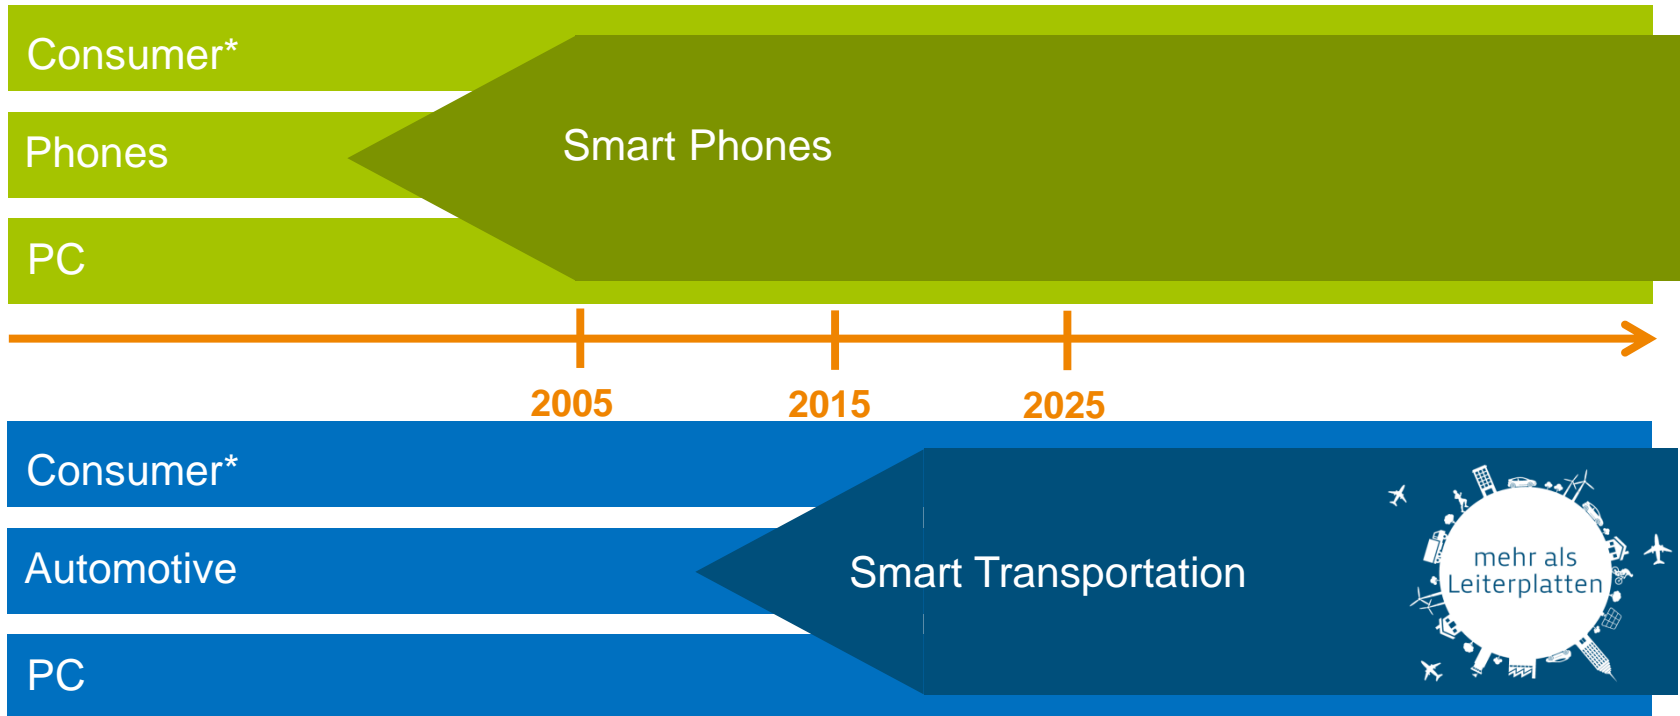 Consumer*
Phones
Smart Phones
PC
2005
2015
2025
Consumer*
Automotive
Smart Transportation
PC
mehr als
Leiterplatten